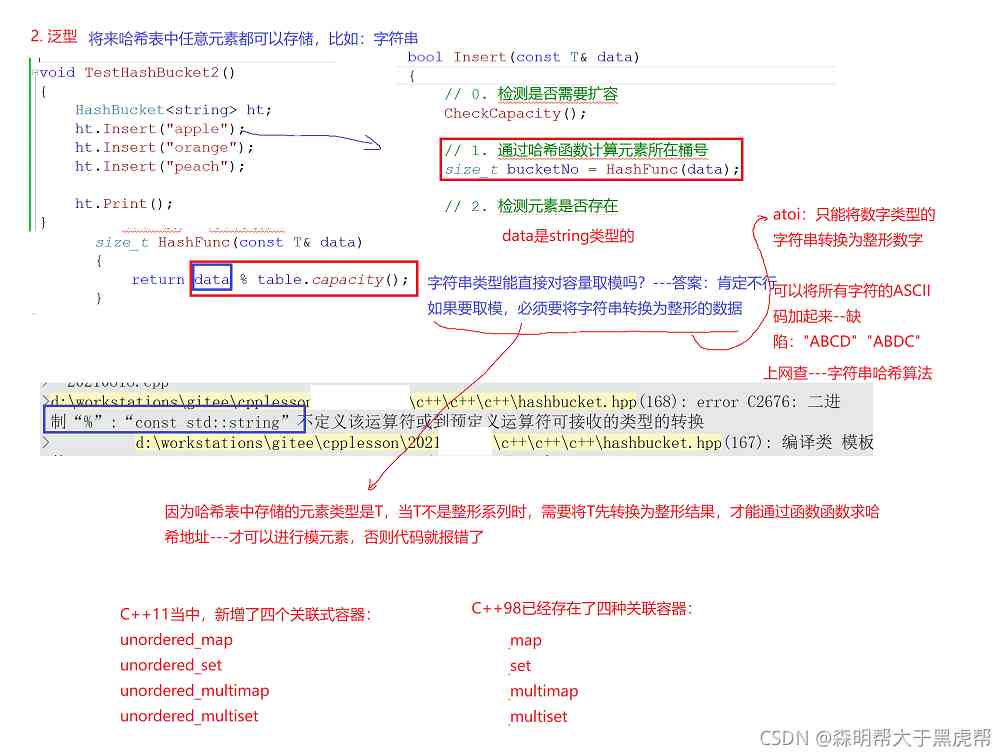 2. 泛型 将来哈希表中任意元素都可以存储，比如：字符串
void TestHashBucket2()
{
HashBucket<string> ht;
ht.Insert("apple");
ht.Insert("orange");
ht.Insert("peach");
ht.Print();
}
bool Insert(const T& data)
{
// 0. 检测是否需要扩容
CheckCapacity();
// 1. 通过哈希函数计算元素所在桶号
size_t bucketNo = HashFunc(data);
// 2. 检测元素是否存在
data是string类型的
size_t HashFunc(const T& data)
{
return data % table.capacity();
}
字符串类型能直接对容量取模吗？---答案：肯定不行
如果要取模，必须要将字符串转换为整形的数据
atoi：只能将数字类型的
字符串转换为整形数字
可以将所有字符的ASCII
码加起来--缺
陷："ABCD" "ABDC"
上网查---字符串哈希算法
> 20210818.cpp
>d:\workstations\gitee\cpplesson \c++\c++\c++\hashbucket.hpp(168): error C2676: 二进
制“%”:“const std::string”不定义该运算符或到预定义运算符可接收的类型的转换
> d:\workstations\gitee\cpplesson\2021 \c++\c++\c++\hashbucket.hpp(167): 编译类 模板
因为哈希表中存储的元素类型是T，当T不是整形系列时，需要将T先转换为整形结果，才能通过函数函数求哈
希地址---才可以进行模元素，否则代码就报错了
C++11当中，新增了四个关联式容器：
unordered_map
unordered_set
unordered_multimap
unordered_multiset
C++98已经存在了四种关联容器：
map
set
multimap
multiset
CSDN @森明帮大于黑虎帮